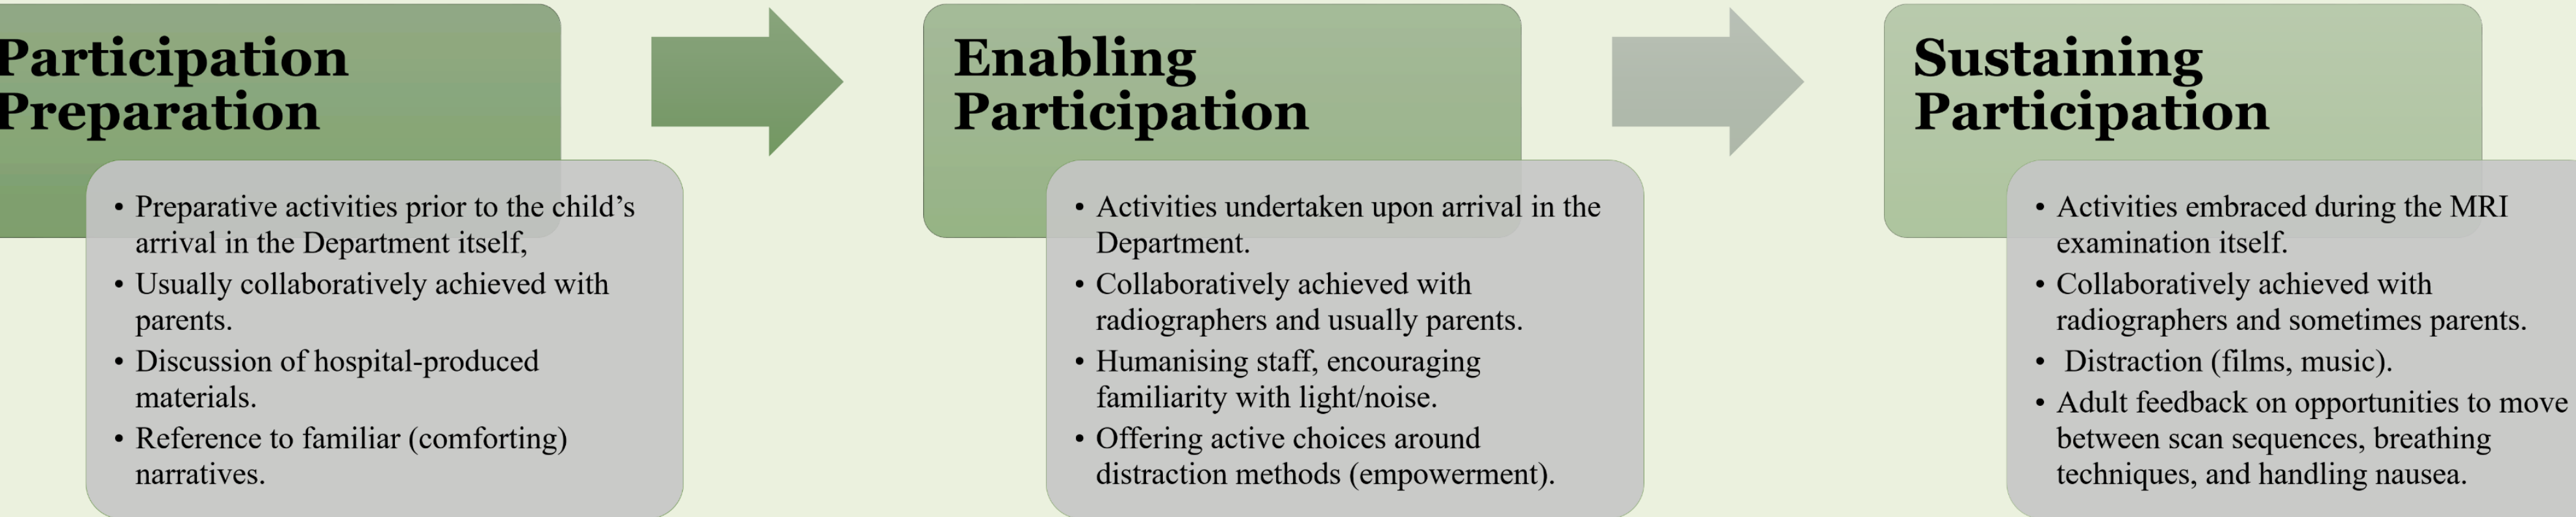 Participation
Preparation
• Preparative activities prior to the child’s
arrival in the Department itself,
• Usually collaboratively achieved with
parents.
• Discussion of hospital-produced
materials.
• Reference to familiar (comforting)
narratives.
Enabling
Participation
• Activities undertaken upon arrival in the
Department.
• Collaboratively achieved with
radiographers and usually parents.
• Humanising staff, encouraging
familiarity with light/noise.
• Offering active choices around
distraction methods (empowerment).
Sustaining
Participation
• Activities embraced during the MRI
examination itself.
• Collaboratively achieved with
radiographers and sometimes parents.
• Distraction (films, music).
• Adult feedback on opportunities to move
between scan sequences, breathing
techniques, and handling nausea.